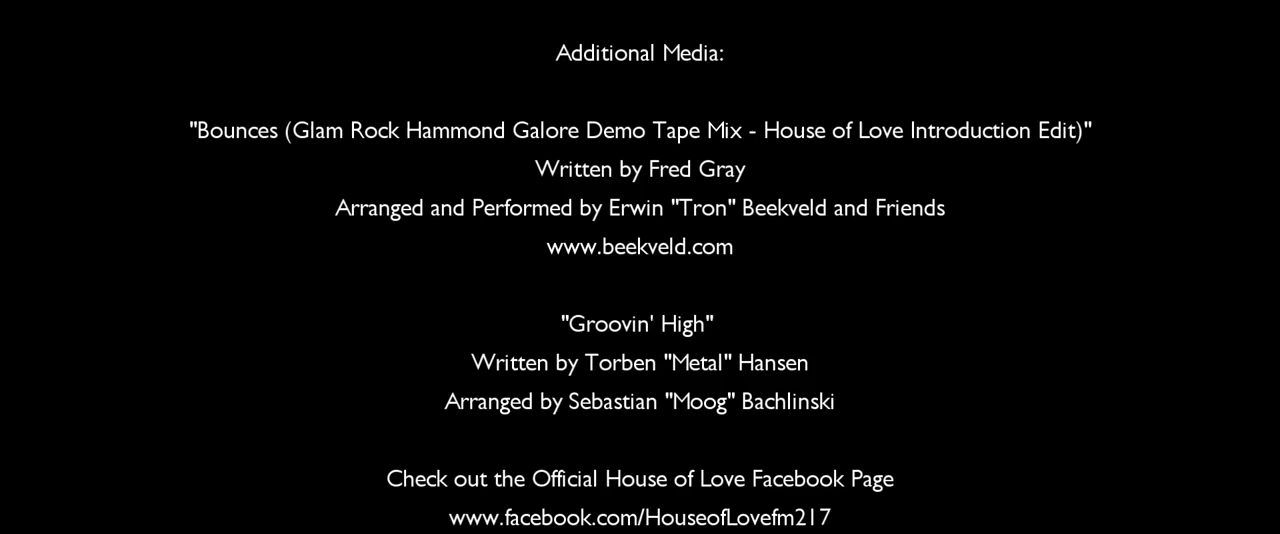 Additional Media:
"Bounces (Glam Rock Hammond Galore Demo Tape Mix - House of Love Introduction Edit)"
Written by Fred Gray
Arranged and Performed by Erwin "Tron" Beekveld and Friends
www.beekveld.com
"Groovin' High"
Written by Torben "Metal" Hansen
Arranged by Sebastian "Moog" Bachlinski
Check out the Official House of Love Facebook Page
www.facebook.com/HouseofLovefm217